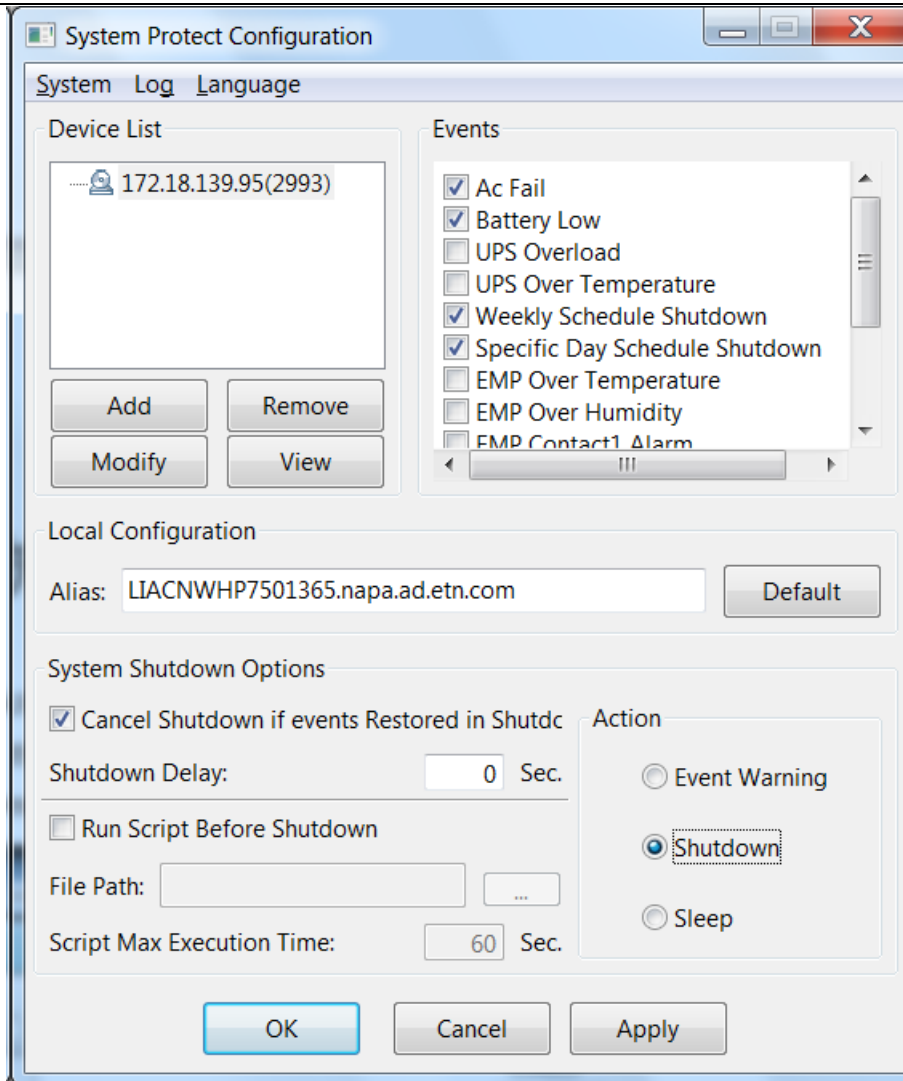 System Protect Configuration
System Log Language
Device List
172.18.139.95(2993)
Add
Remove
Modify
View
Events
Ac Fail
Battery Low
UPS Overload
UPS Over Temperature
Weekly Schedule Shutdown
Specific Day Schedule Shutdown
EMP Over Temperature
EMP Over Humidity
EMP Contact1 Alarm
Local Configuration
Alias: LIACNWHP7501365.napa.ad.etn.com Default
System Shutdown Options
Cancel Shutdown if events Restored in Shutdc
Shutdown Delay: 0 Sec.
Run Script Before Shutdown
File Path: ...
Script Max Execution Time: 60 Sec.
Action
Event Warning
Shutdown
Sleep
OK Cancel Apply